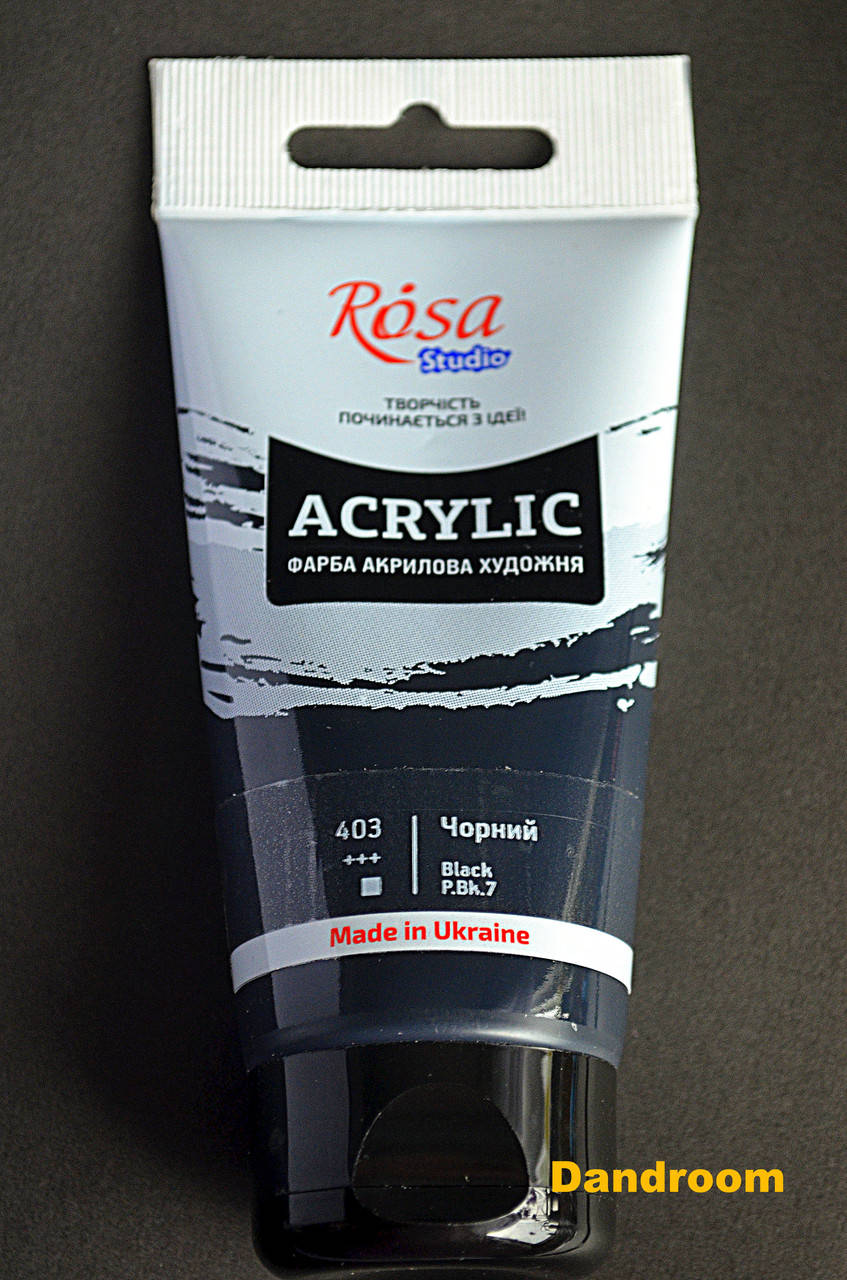 Rósa
Studio
ТВОРЧІСТЬ
ПОЧИНАЄТЬСЯ З ІДЕЇ!
ACRYLIC
ФАРБА АКРИЛОВА ХУДОЖНЯ
403
+++
Чорний
Black
P.Bk.7
Made in Ukraine
Dandroom